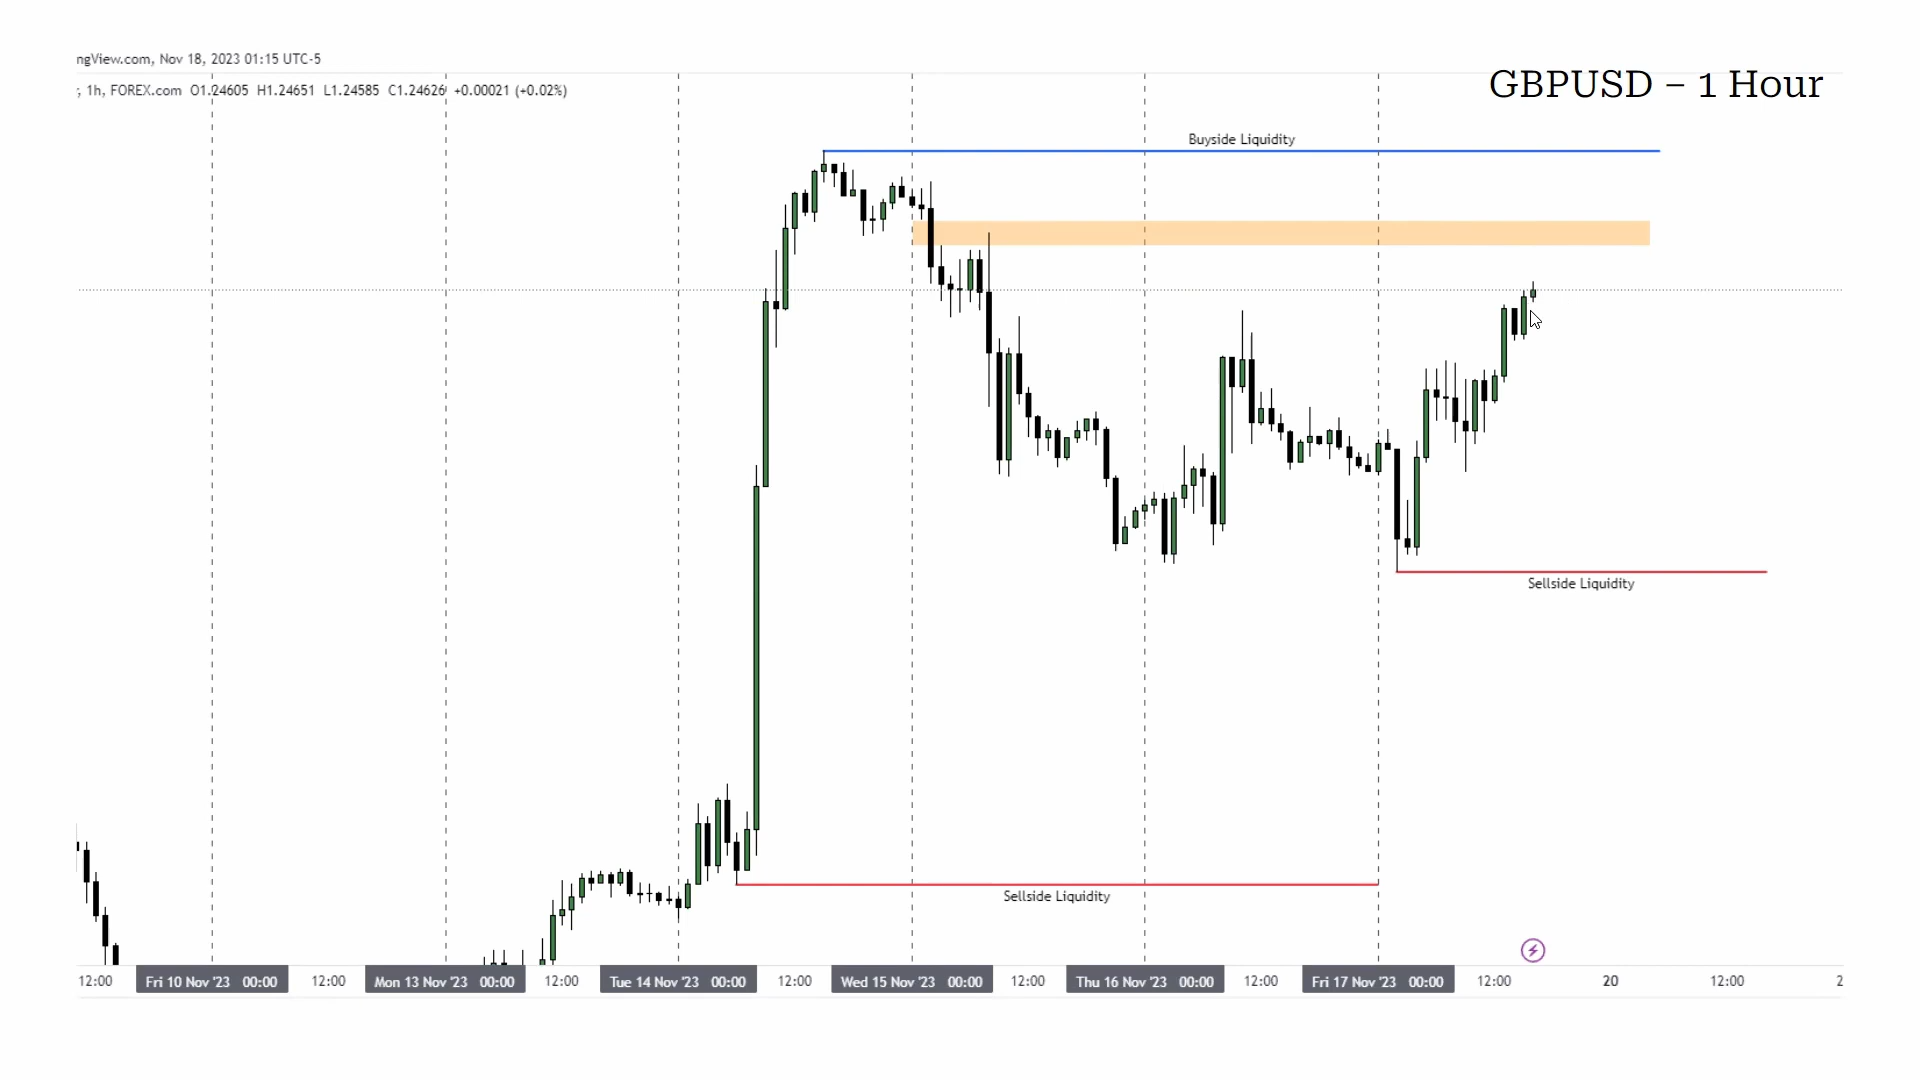 ngView.com, Nov 18, 2023 01:15 UTC-5
GBPUSD – 1 Hour
; 1h, FOREX.com O1.24605 H1.24651 L1.24585 C1.24626 +0.00021 (+0.02%)
Buyside Liquidity
Sellside Liquidity
Sellside Liquidity
12:00 Fri 10 Nov '23 00:00 12:00 Mon 13 Nov '23 00:00 12:00 Tue 14 Nov '23 00:00 12:00 Wed 15 Nov '23 00:00 12:00 Thu 16 Nov '23 00:00 12:00 Fri 17 Nov '23 00:00 12:00 20 12:00 2